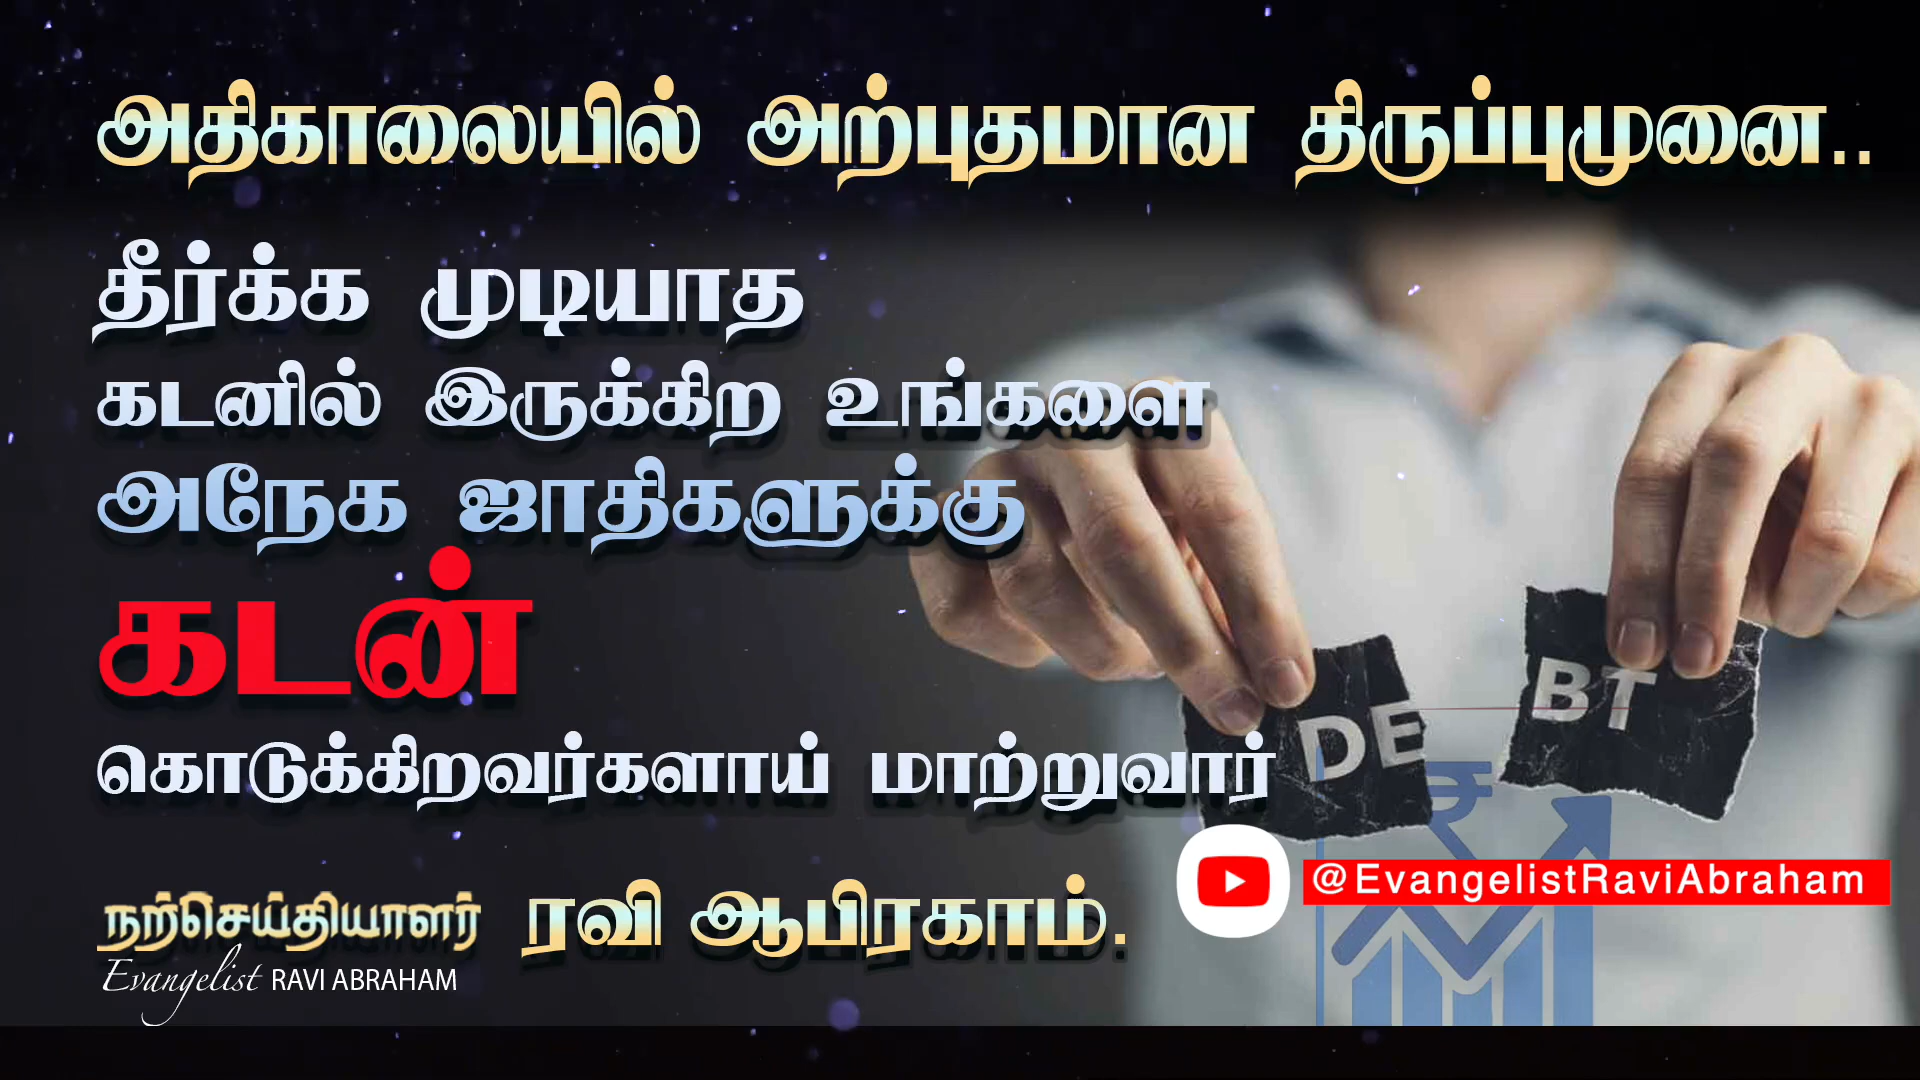 அதிகாலையில் அற்புதமான திருப்புமுனை..
தீர்க்க முடியாத
கடனில் இருக்கிற உங்களை
அநேக ஜாதிகளுக்கு
கடன்
கொடுக்கிறவர்களாய் மாற்றுவார்
DE BT
₹
@EvangelistRaviAbraham
நற்செய்தியாளர் ரவி ஆபிரகாம்.
Evangelist RAVI ABRAHAM